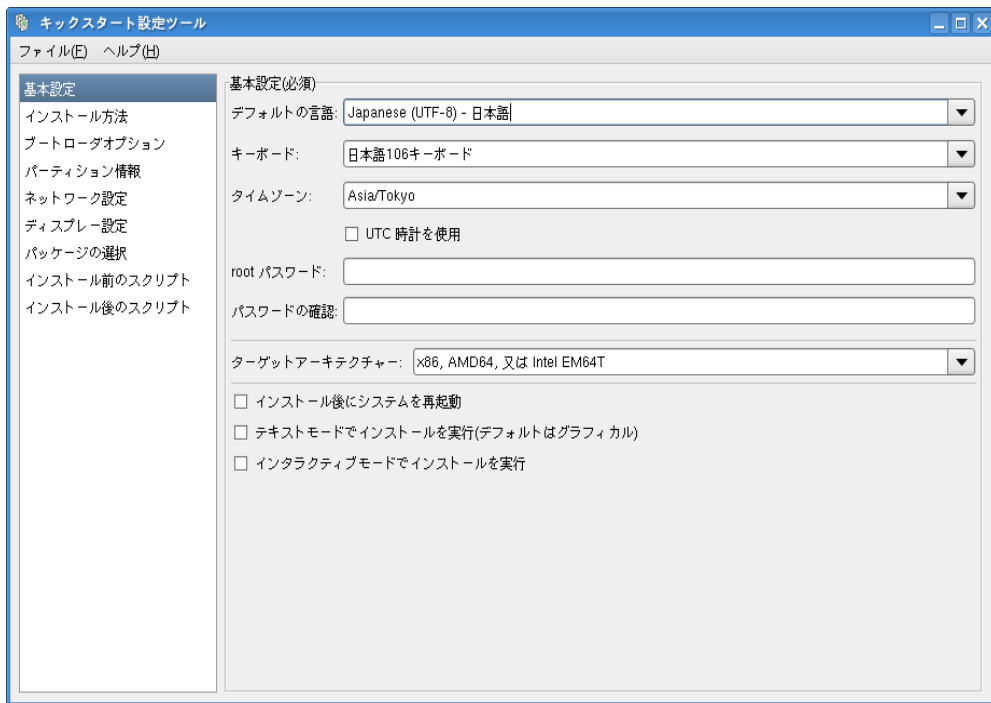 キックスタート設定ツール
ファイル(F) ヘルプ(H)
基本設定
インストール方法
ブートローダオプション
パーティション情報
ネットワーク設定
ディスプレー設定
パッケージの選択
インストール前のスクリプト
インストール後のスクリプト
基本設定(必須)
デフォルトの言語: Japanese (UTF-8) - 日本語
キーボード: 日本語106キーボード
タイムゾーン: Asia/Tokyo
UTC 時計を使用
root パスワード:
パスワードの確認:
ターゲットアーキテクチャー: x86, AMD64, 又は Intel EM64T
インストール後にシステムを再起動
テキストモードでインストールを実行(デフォルトはグラフィカル)
インタラクティブモードでインストールを実行